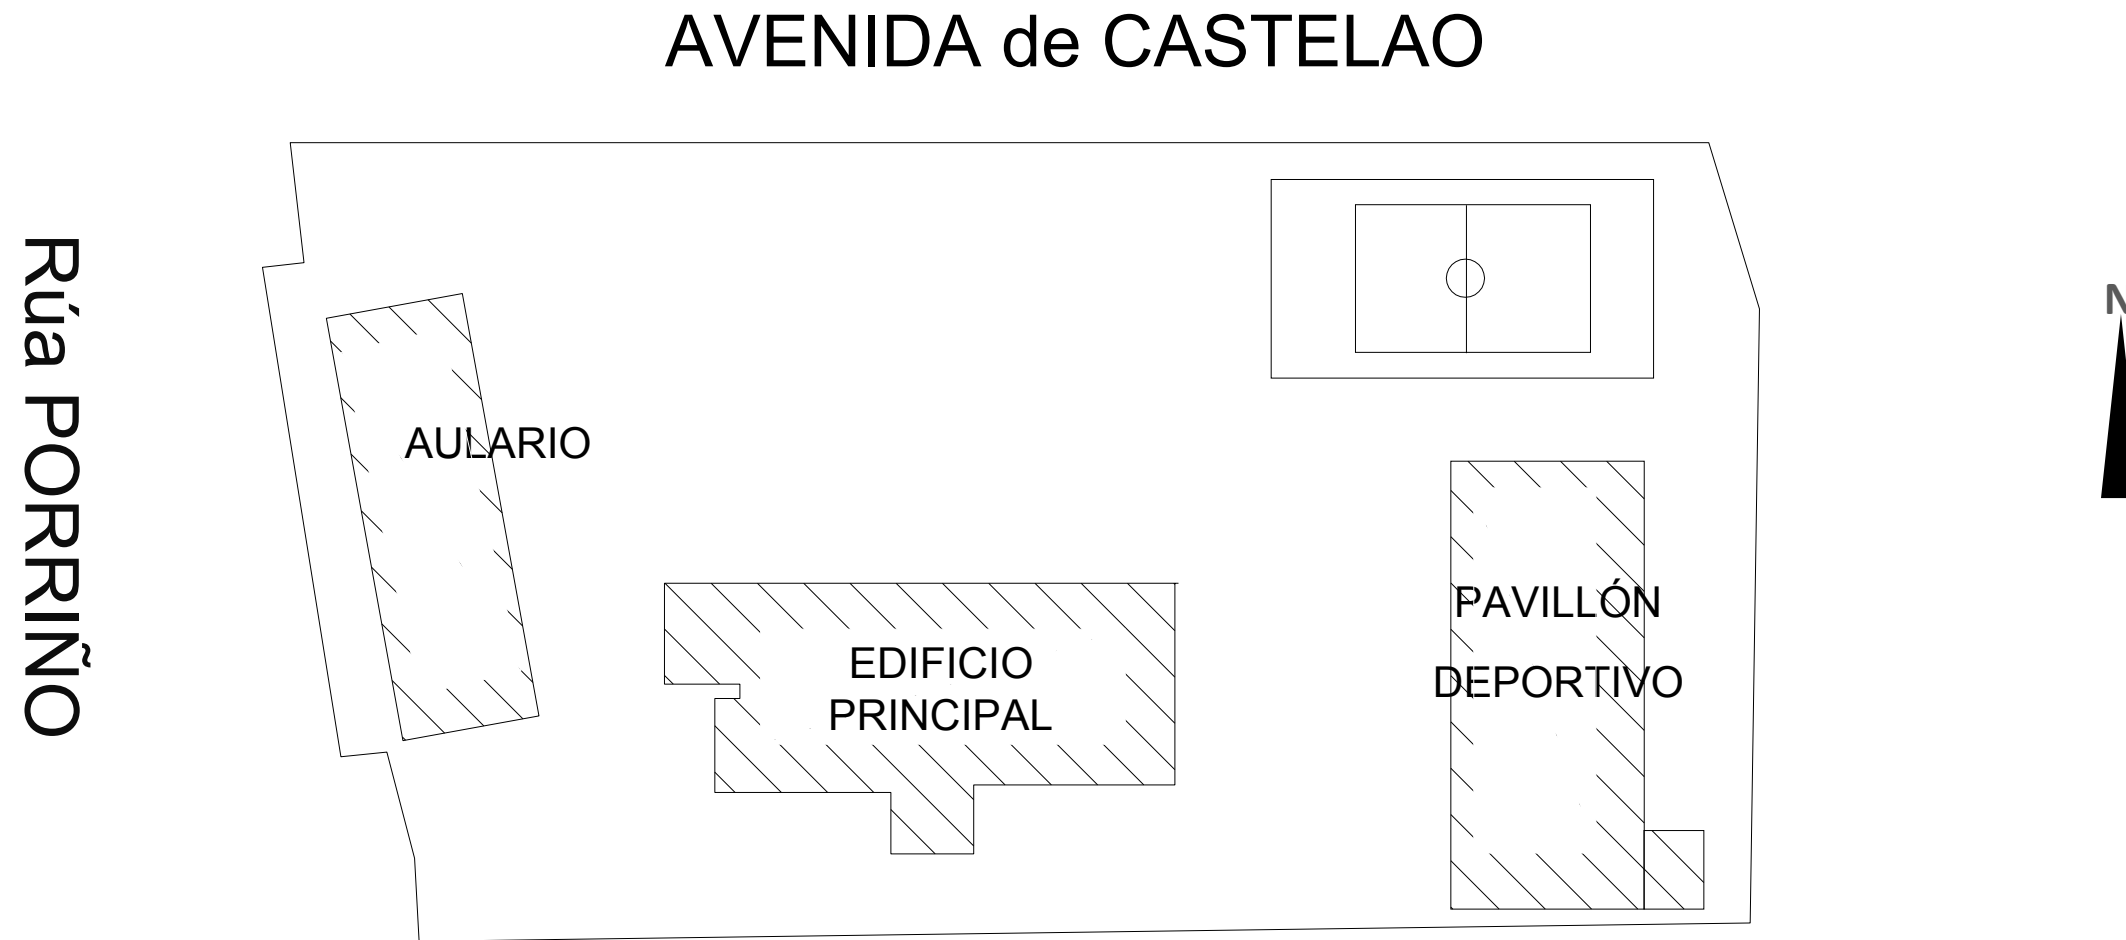 AVENIDA de CASTELAO
Rúa PORRIÑO
N
AULARIO
EDIFICIO
PRINCIPAL
PAVILLÓN
DEPORTIVO